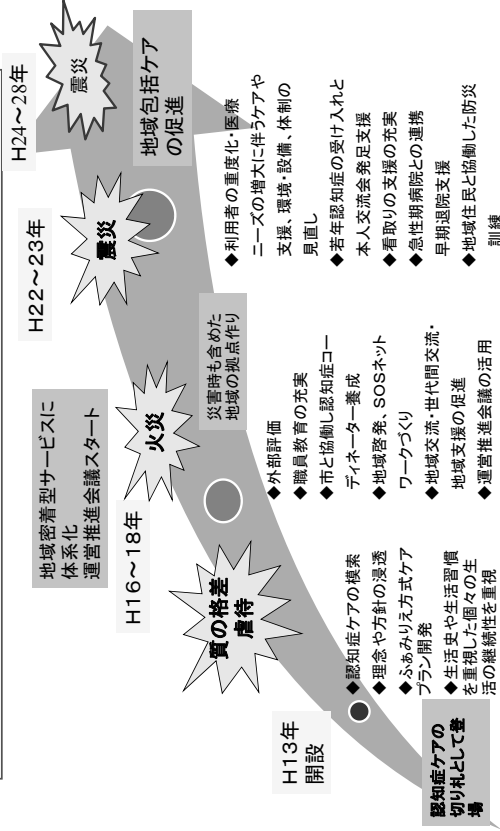 認知症ケアの
切り札として登
場
H13年
開設
◆認知症ケアの模索
◆理念や方針の浸透
◆ふぁみりえ方式ケア
プラン開発
◆生活史や生活習慣
を重視した個々の生
活の継続性を重視
質の格差
虐待
H16～18年
地域密着型サービスに
体系化
運営推進会議スタート
火災
災害時も含めた
地域の拠点作り
◆外部評価
◆職員教育の充実
◆市と協働し認知症コー
ディネーター養成
◆地域啓発、SOSネット
ワークづくり
◆地域交流・世代間交流・
地域支援の促進
◆運営推進会議の活用
H22～23年
震災
H24～28年
震災
地域包括ケア
の促進
◆利用者の重度化・医療
ニーズの増大に伴うケアや
支援、環境・設備、体制の
見直し
◆若年認知症の受け入れと
本人交流会発足支援
◆看取りの支援の充実
◆急性期病院との連携
早期退院支援
◆地域住民と協働した防災
訓練